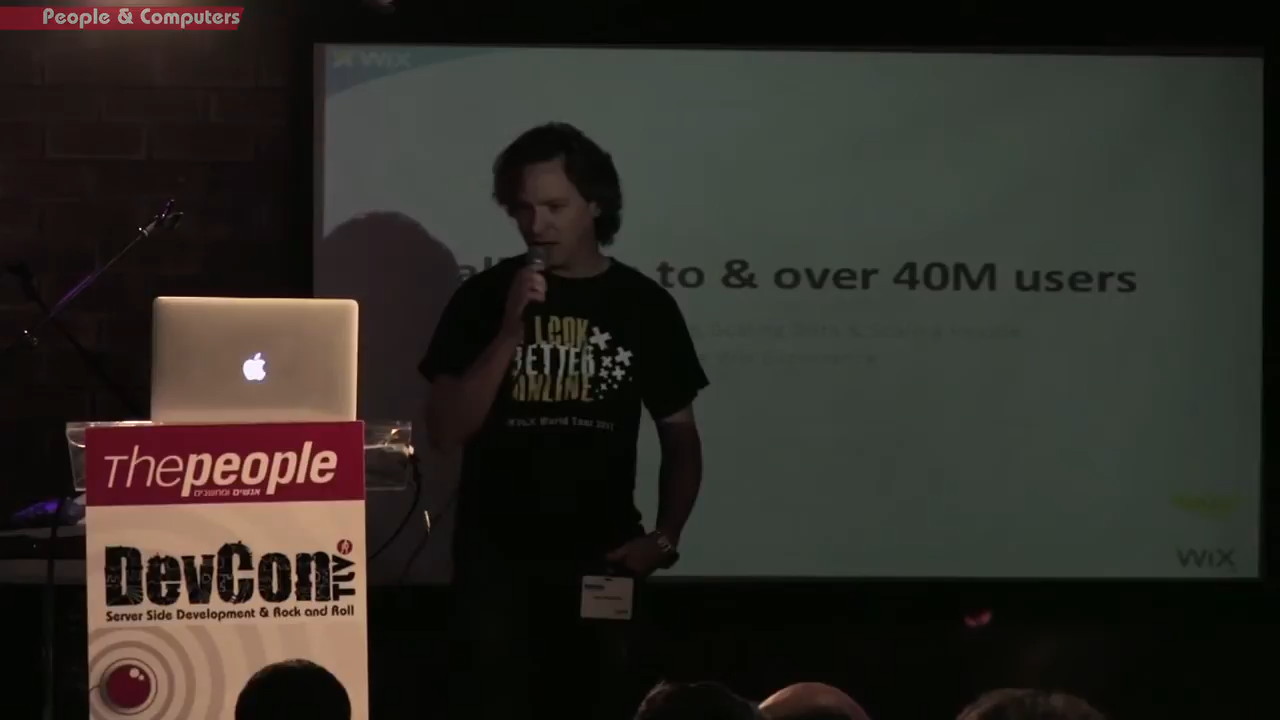 People & Computers
WiX
to & over 40M users
I LOOK
BETTER
ONLINE
Thepeople
אנשים ומחשבים
DevCon
TLV
Server Side Development & Rock and Roll
WiX